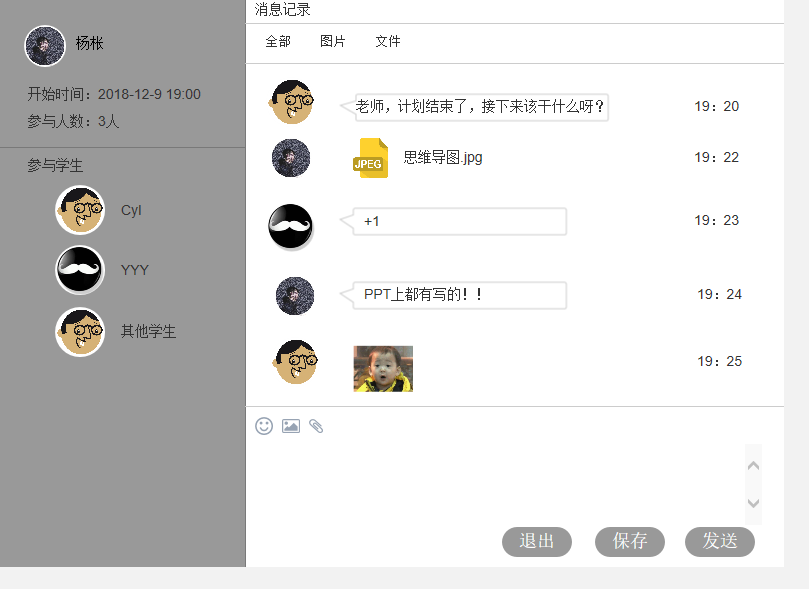 杨枨
开始时间：2018-12-9 19:00
参与人数：3人
参与学生
Cyl
YYY
其他学生
消息记录
全部 图片 文件
老师，计划结束了，接下来该干什么呀？ 19：20
JPEG 思维导图.jpg 19：22
+1 19：23
PPT上都有写的！！ 19：24
19：25
退出 保存 发送